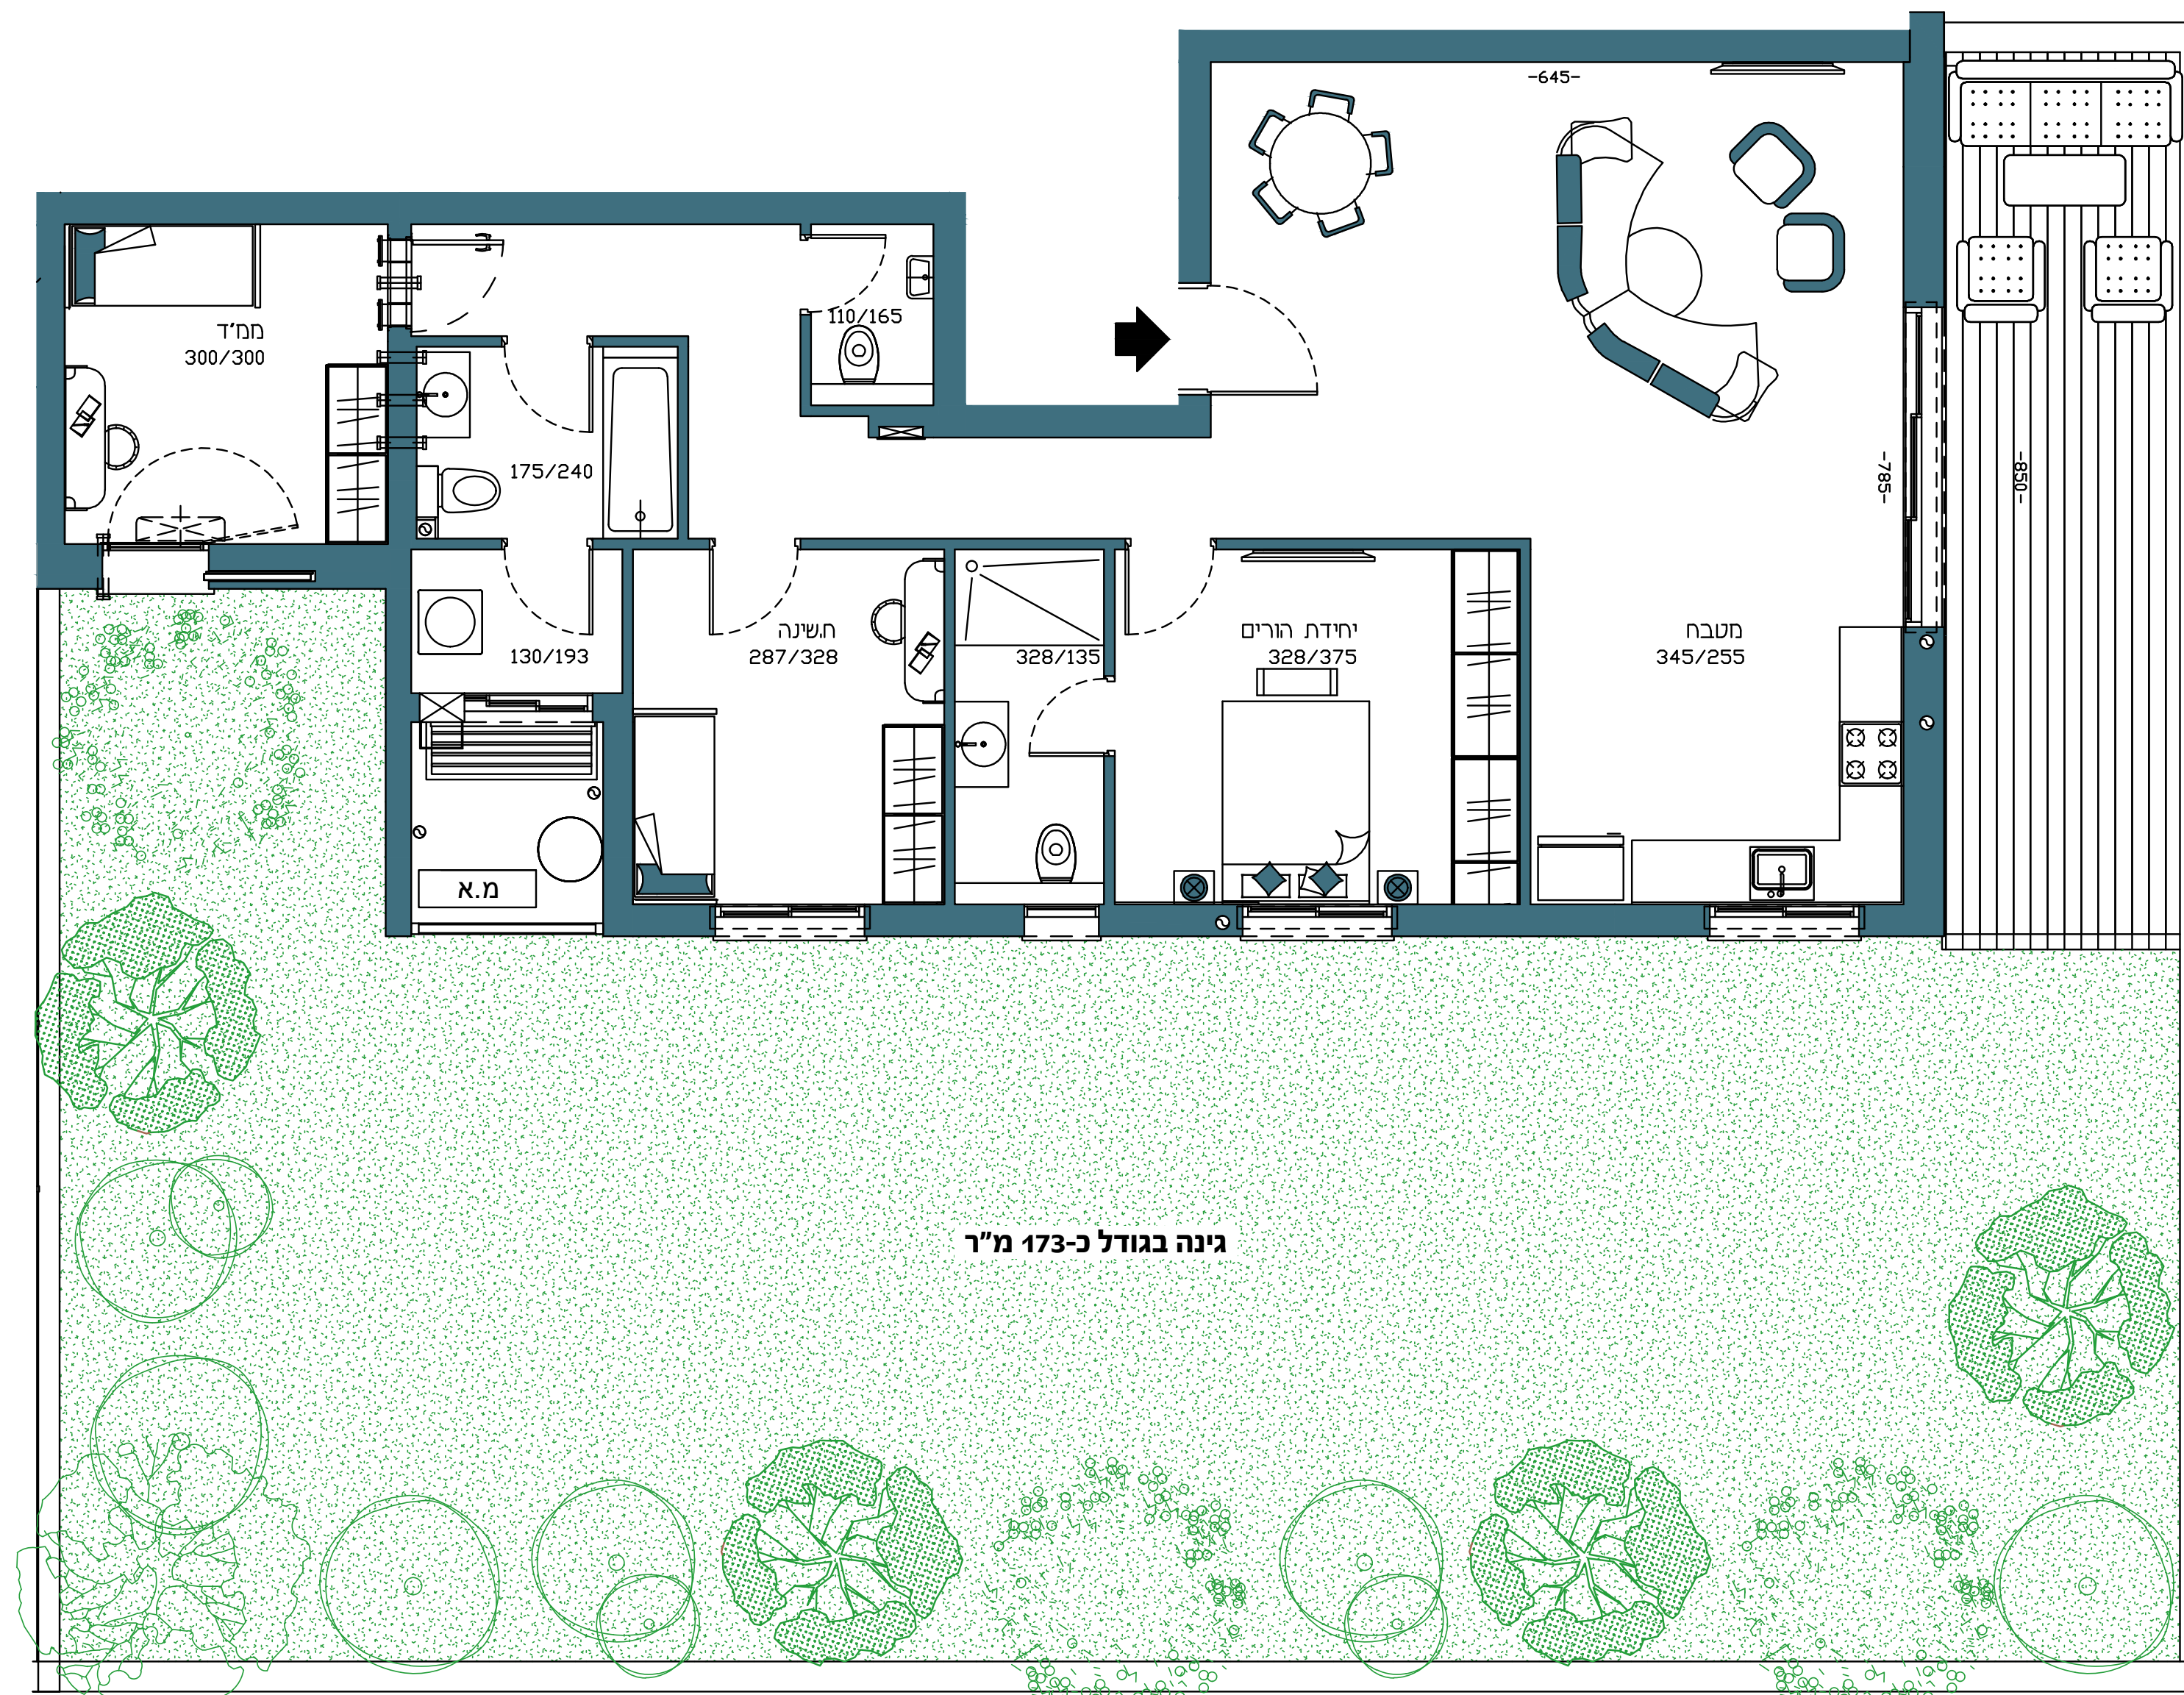 -645-
ממ'ד
300/300
110/165
175/240
-785-
-850-
130/193
ח.שינה
287/328
328/135
יחידת הורים
328/375
מטבח
345/255
מ.א
גינה בגודל כ-173 מ"ר